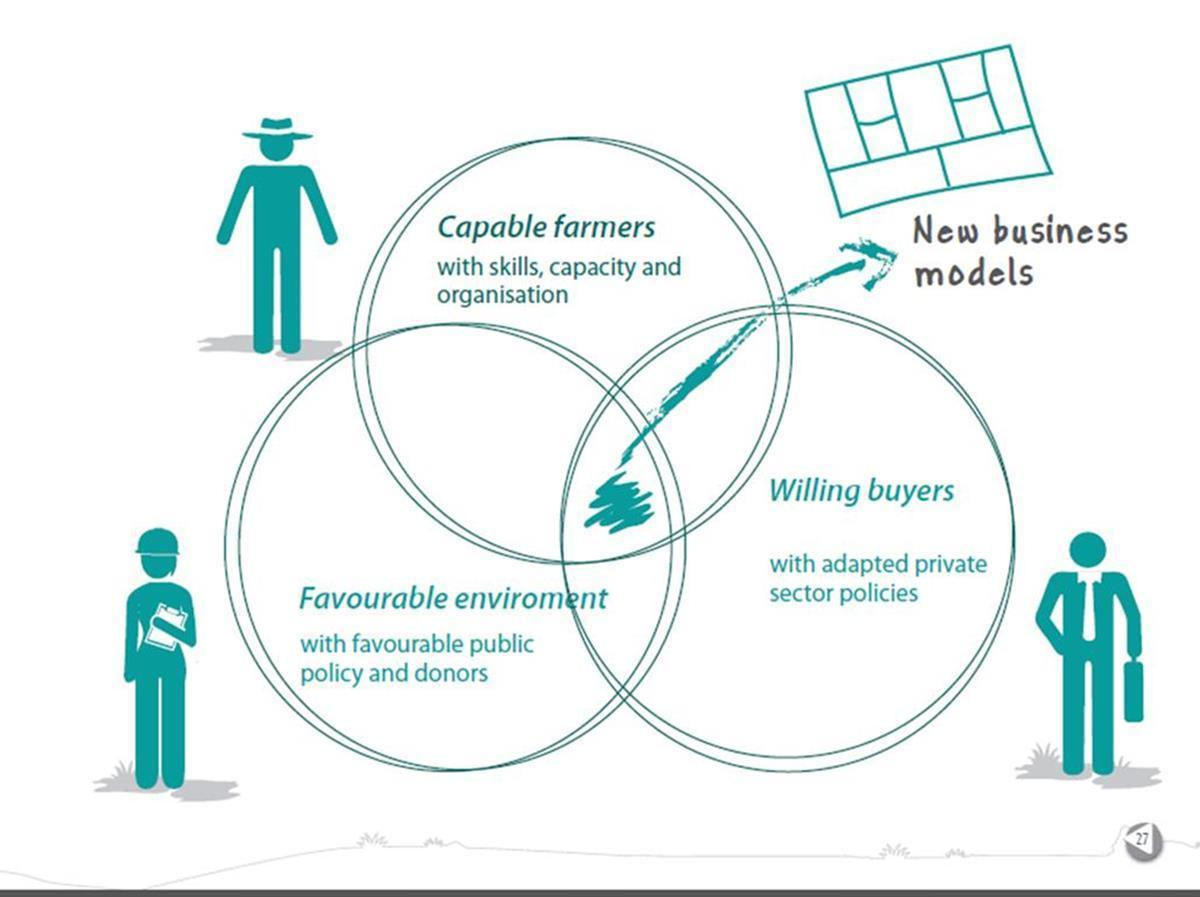 Capable farmers
with skills, capacity and
organisation
New business
models
Willing buyers
with adapted private
sector policies
Favourable enviroment
with favourable public
policy and donors
27